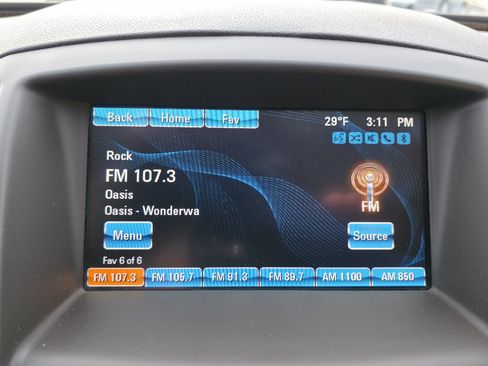 Back Home Fav 29°F 3:11 PM
Rock
FM 107.3
Oasis
Oasis - Wonderwa
FM
Menu Source
Fav 6 of 6
FM 107.3 FM 105.7 FM 91.3 FM 89.7 AM 1100 AM 850